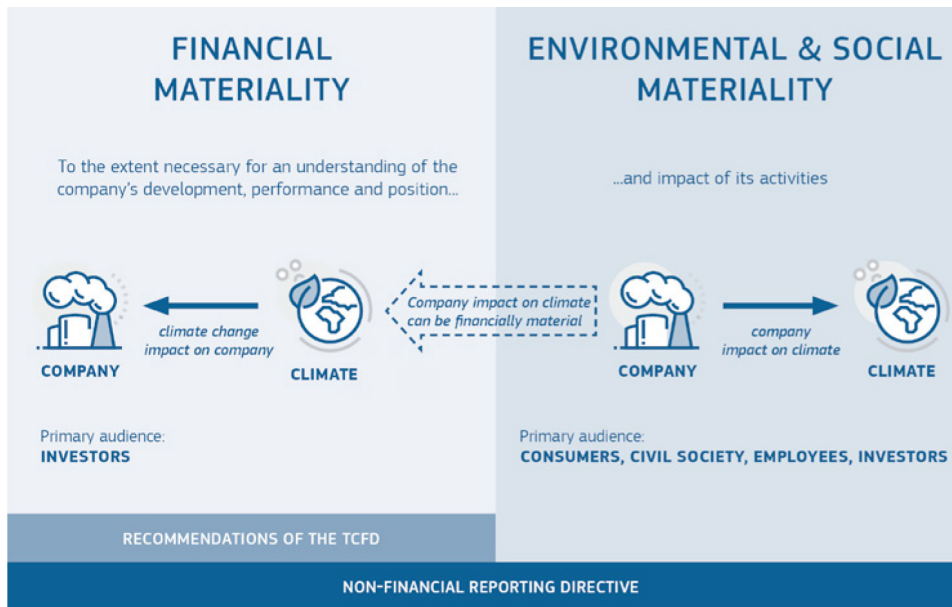 FINANCIAL
MATERIALITY
To the extent necessary for an understanding of the
company's development, performance and position...
climate change
impact on company
COMPANY
CLIMATE
Primary audience:
INVESTORS
RECOMMENDATIONS OF THE TCFD
Company impact on climate
can be financially material
ENVIRONMENTAL & SOCIAL
MATERIALITY
...and impact of its activities
company
impact on climate
COMPANY
CLIMATE
Primary audience:
CONSUMERS, CIVIL SOCIETY, EMPLOYEES, INVESTORS
NON-FINANCIAL REPORTING DIRECTIVE